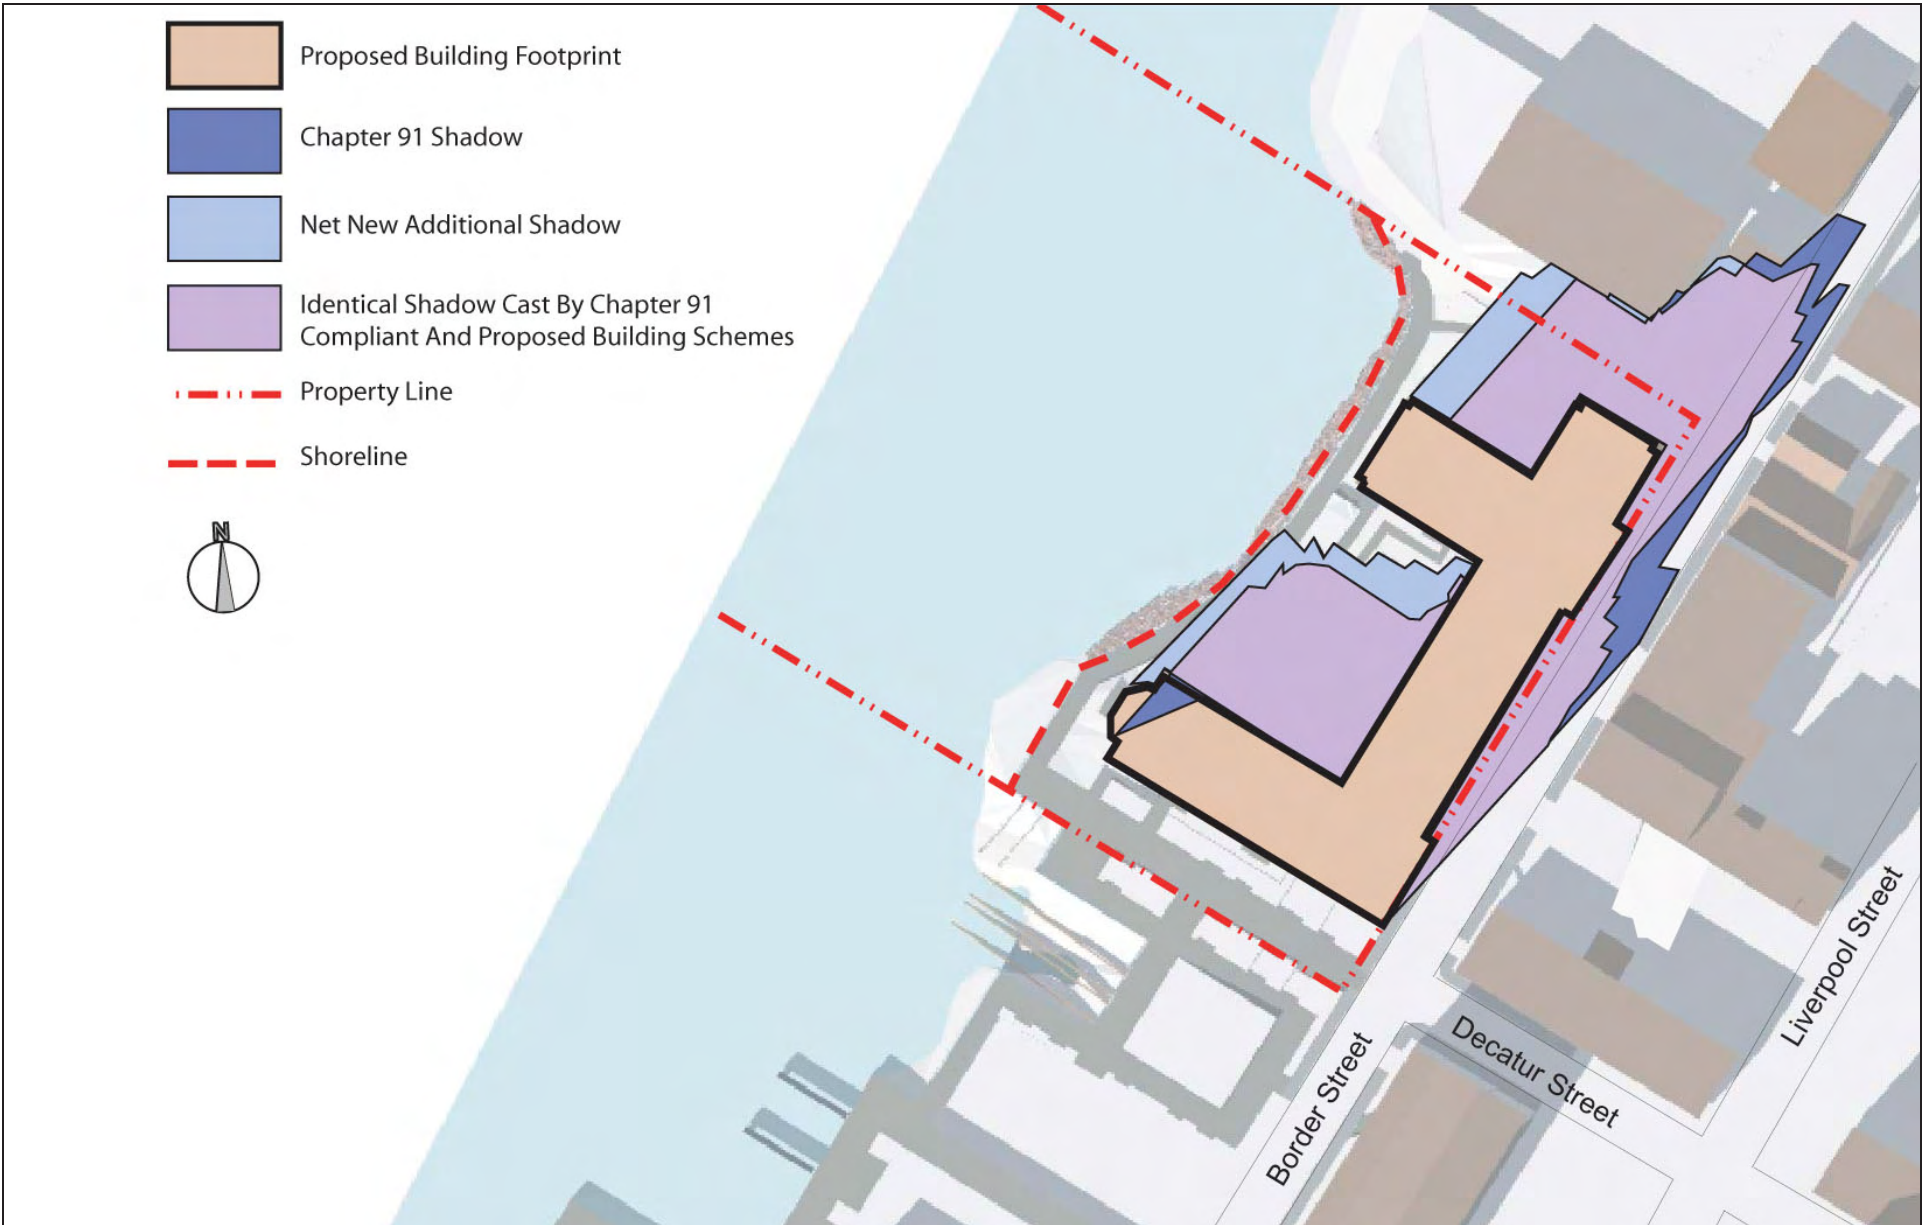 Proposed Building Footprint
Chapter 91 Shadow
Net New Additional Shadow
Identical Shadow Cast By Chapter 91
Compliant And Proposed Building Schemes
Property Line
Shoreline
N
Liverpool Street
Decatur Street
Border Street